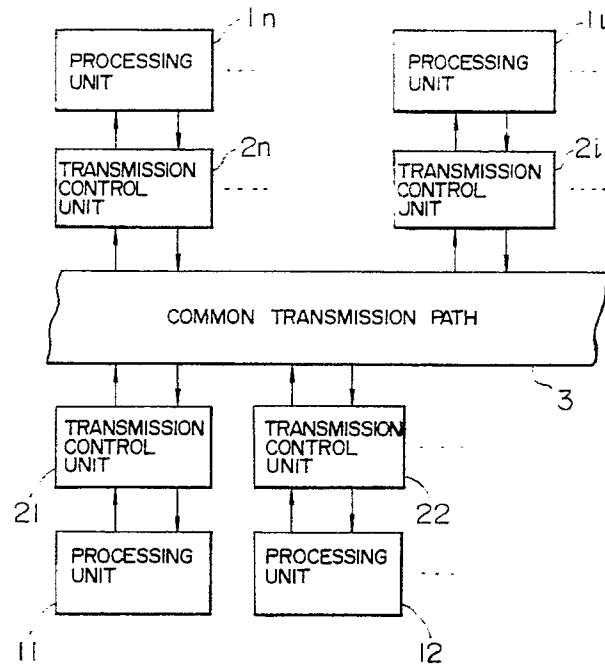 1n
PROCESSING
UNIT
1i
PROCESSING
UNIT
2n
TRANSMISSION
CONTROL
UNIT
2i
TRANSMISSION
CONTROL
UNIT
COMMON TRANSMISSION PATH
3
TRANSMISSION
CONTROL
UNIT
21
TRANSMISSION
CONTROL
UNIT
22
PROCESSING
UNIT
11
PROCESSING
UNIT
12